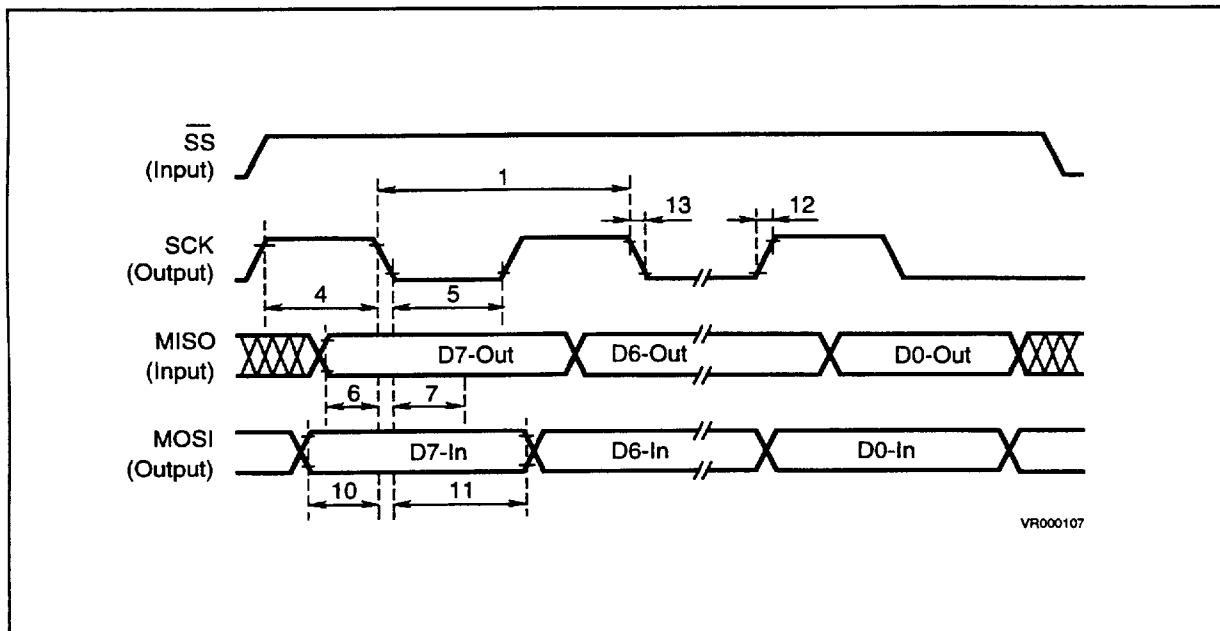 S̅S̅
(Input)
1
13
12
SCK
(Output)
4
5
MISO
(Input)
D7-Out
D6-Out
D0-Out
6
7
MOSI
(Output)
D7-In
D6-In
D0-In
10
11
VR000107